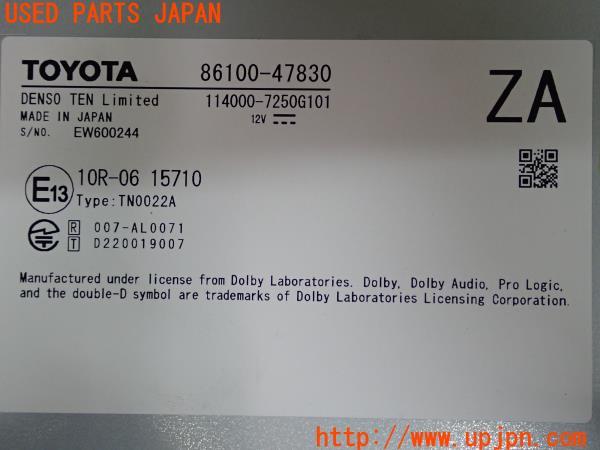 USED PARTS JAPAN
TOYOTA 86100-47830 ZA
DENSO TEN Limited 114000-7250G101
MADE IN JAPAN 12V
S/NO. EW600244
E13 10R-06 15710
Type:TN0022A
R 007-AL0071
T D220019007
Manufactured under license from Dolby Laboratories. Dolby, Dolby Audio, Pro Logic,
and the double-D symbol are trademarks of Dolby Laboratories Licensing Corporation.
http://www.upjpn.com/